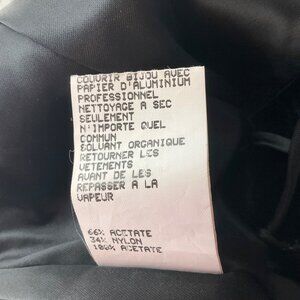 COUVRIR BIJOU AVEC
PAPIER D'ALUMINIUM
PROFESSIONNEL
NETTOYAGE A SEC
SEULEMENT
N'IMPORTE QUEL
COMMUN
SOLVANT ORGANIQUE
RETOURNER LES
VETEMENTS
AVANT DE LES
REPASSER A LA
VAPEUR
66% ACETATE
34% NYLON
100% ACETATE